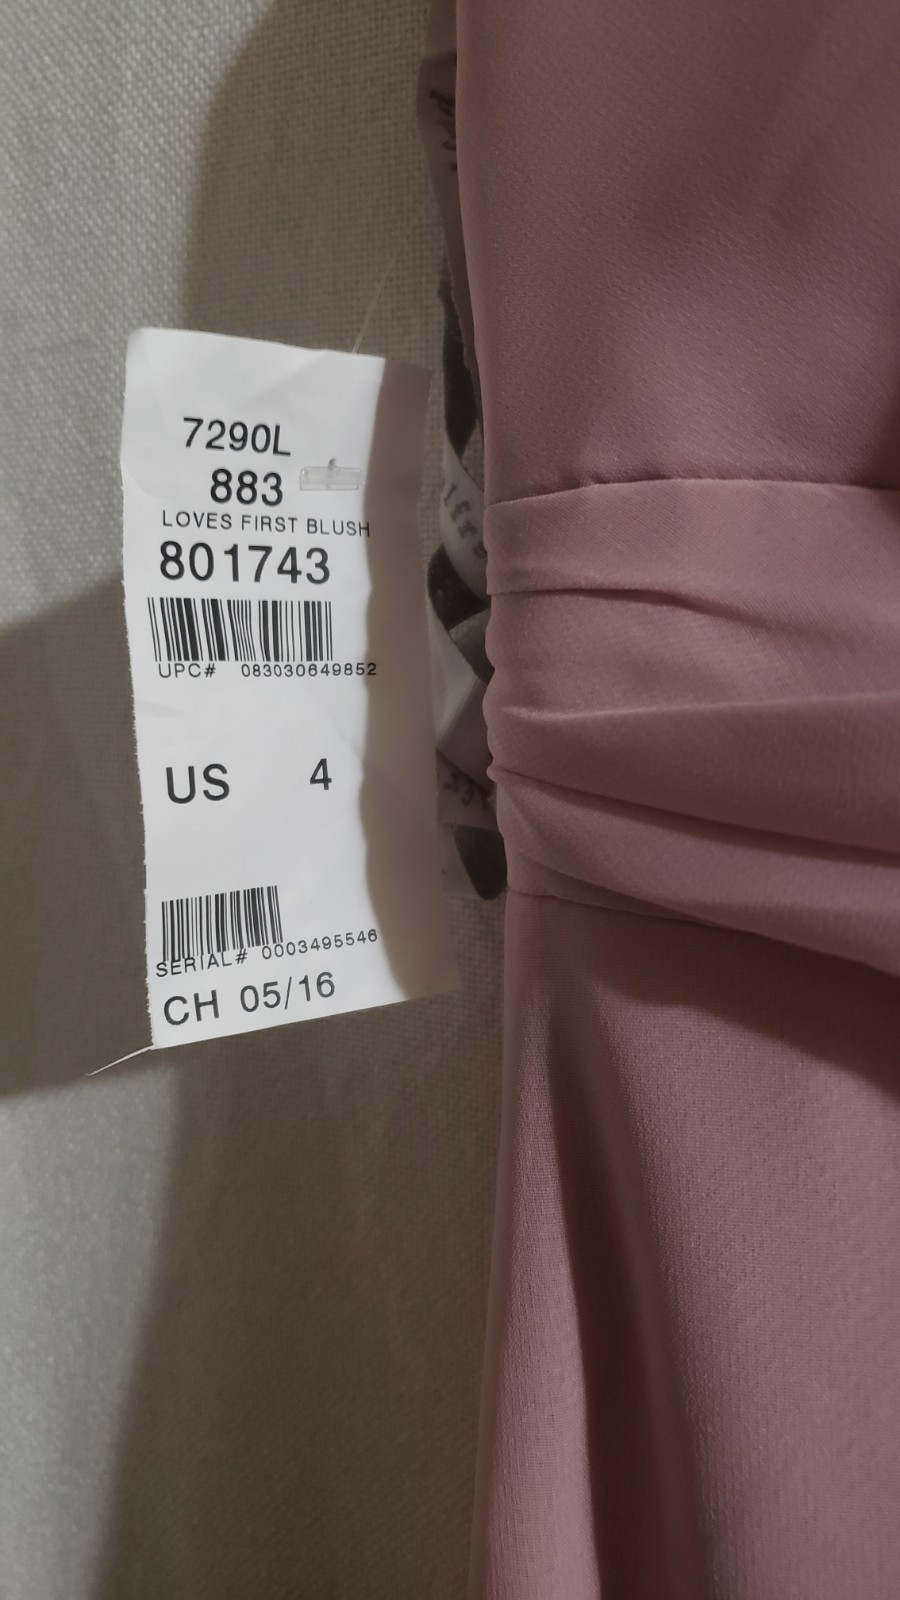 7290L
883
LOVES FIRST BLUSH
801743
UPC# 083030649852
US 4
SERIAL# 0003495546
CH 05/16